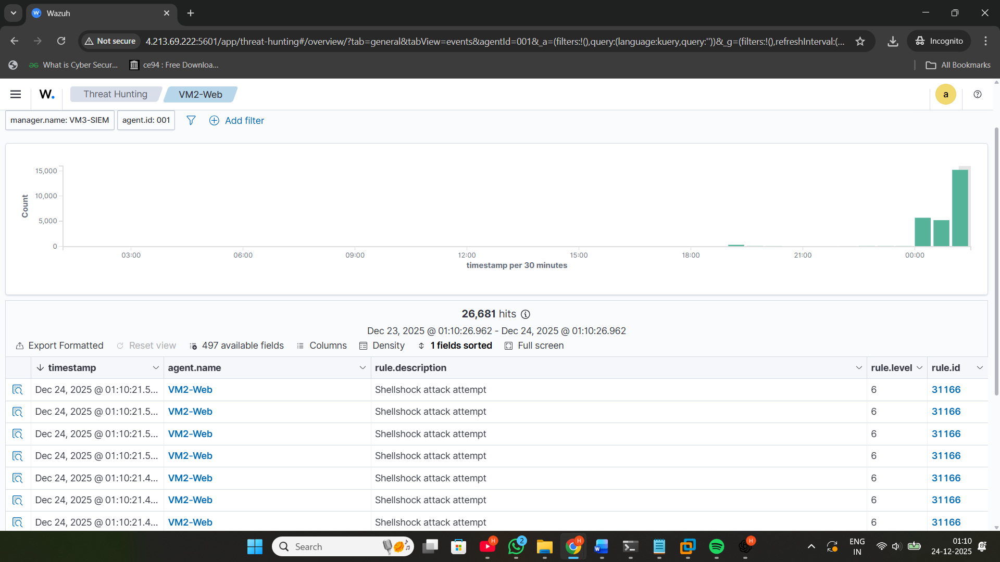 Wazuh
Not secure
4.213.69.222:5601/app/threat-hunting#/overview/?tab=general&tabView=events&agentId=001&_a=(filters:!(),query:(language:kuery,query:''))&_g=(filters:!(),refreshInterval:(...
Incognito
What is Cyber Secur...
ce94 : Free Downloa...
All Bookmarks
W.
Threat Hunting
VM2-Web
a
manager.name: VM3-SIEM
agent.id: 001
Add filter
15,000
10,000
5,000
0
Count
03:00
06:00
09:00
12:00
15:00
18:00
21:00
00:00
timestamp per 30 minutes
26,681 hits
Dec 23, 2025 @ 01:10:26.962 - Dec 24, 2025 @ 01:10:26.962
Export Formatted
Reset view
497 available fields
Columns
Density
1 fields sorted
Full screen
timestamp agent.name rule.description rule.level rule.id
Dec 24, 2025 @ 01:10:21.5... VM2-Web Shellshock attack attempt 6 31166
Dec 24, 2025 @ 01:10:21.5... VM2-Web Shellshock attack attempt 6 31166
Dec 24, 2025 @ 01:10:21.5... VM2-Web Shellshock attack attempt 6 31166
Dec 24, 2025 @ 01:10:21.5... VM2-Web Shellshock attack attempt 6 31166
Dec 24, 2025 @ 01:10:21.4... VM2-Web Shellshock attack attempt 6 31166
Dec 24, 2025 @ 01:10:21.4... VM2-Web Shellshock attack attempt 6 31166
Dec 24, 2025 @ 01:10:21.4... VM2-Web Shellshock attack attempt 6 31166
Search
H
2
H
H
ENG
IN
01:10
24-12-2025